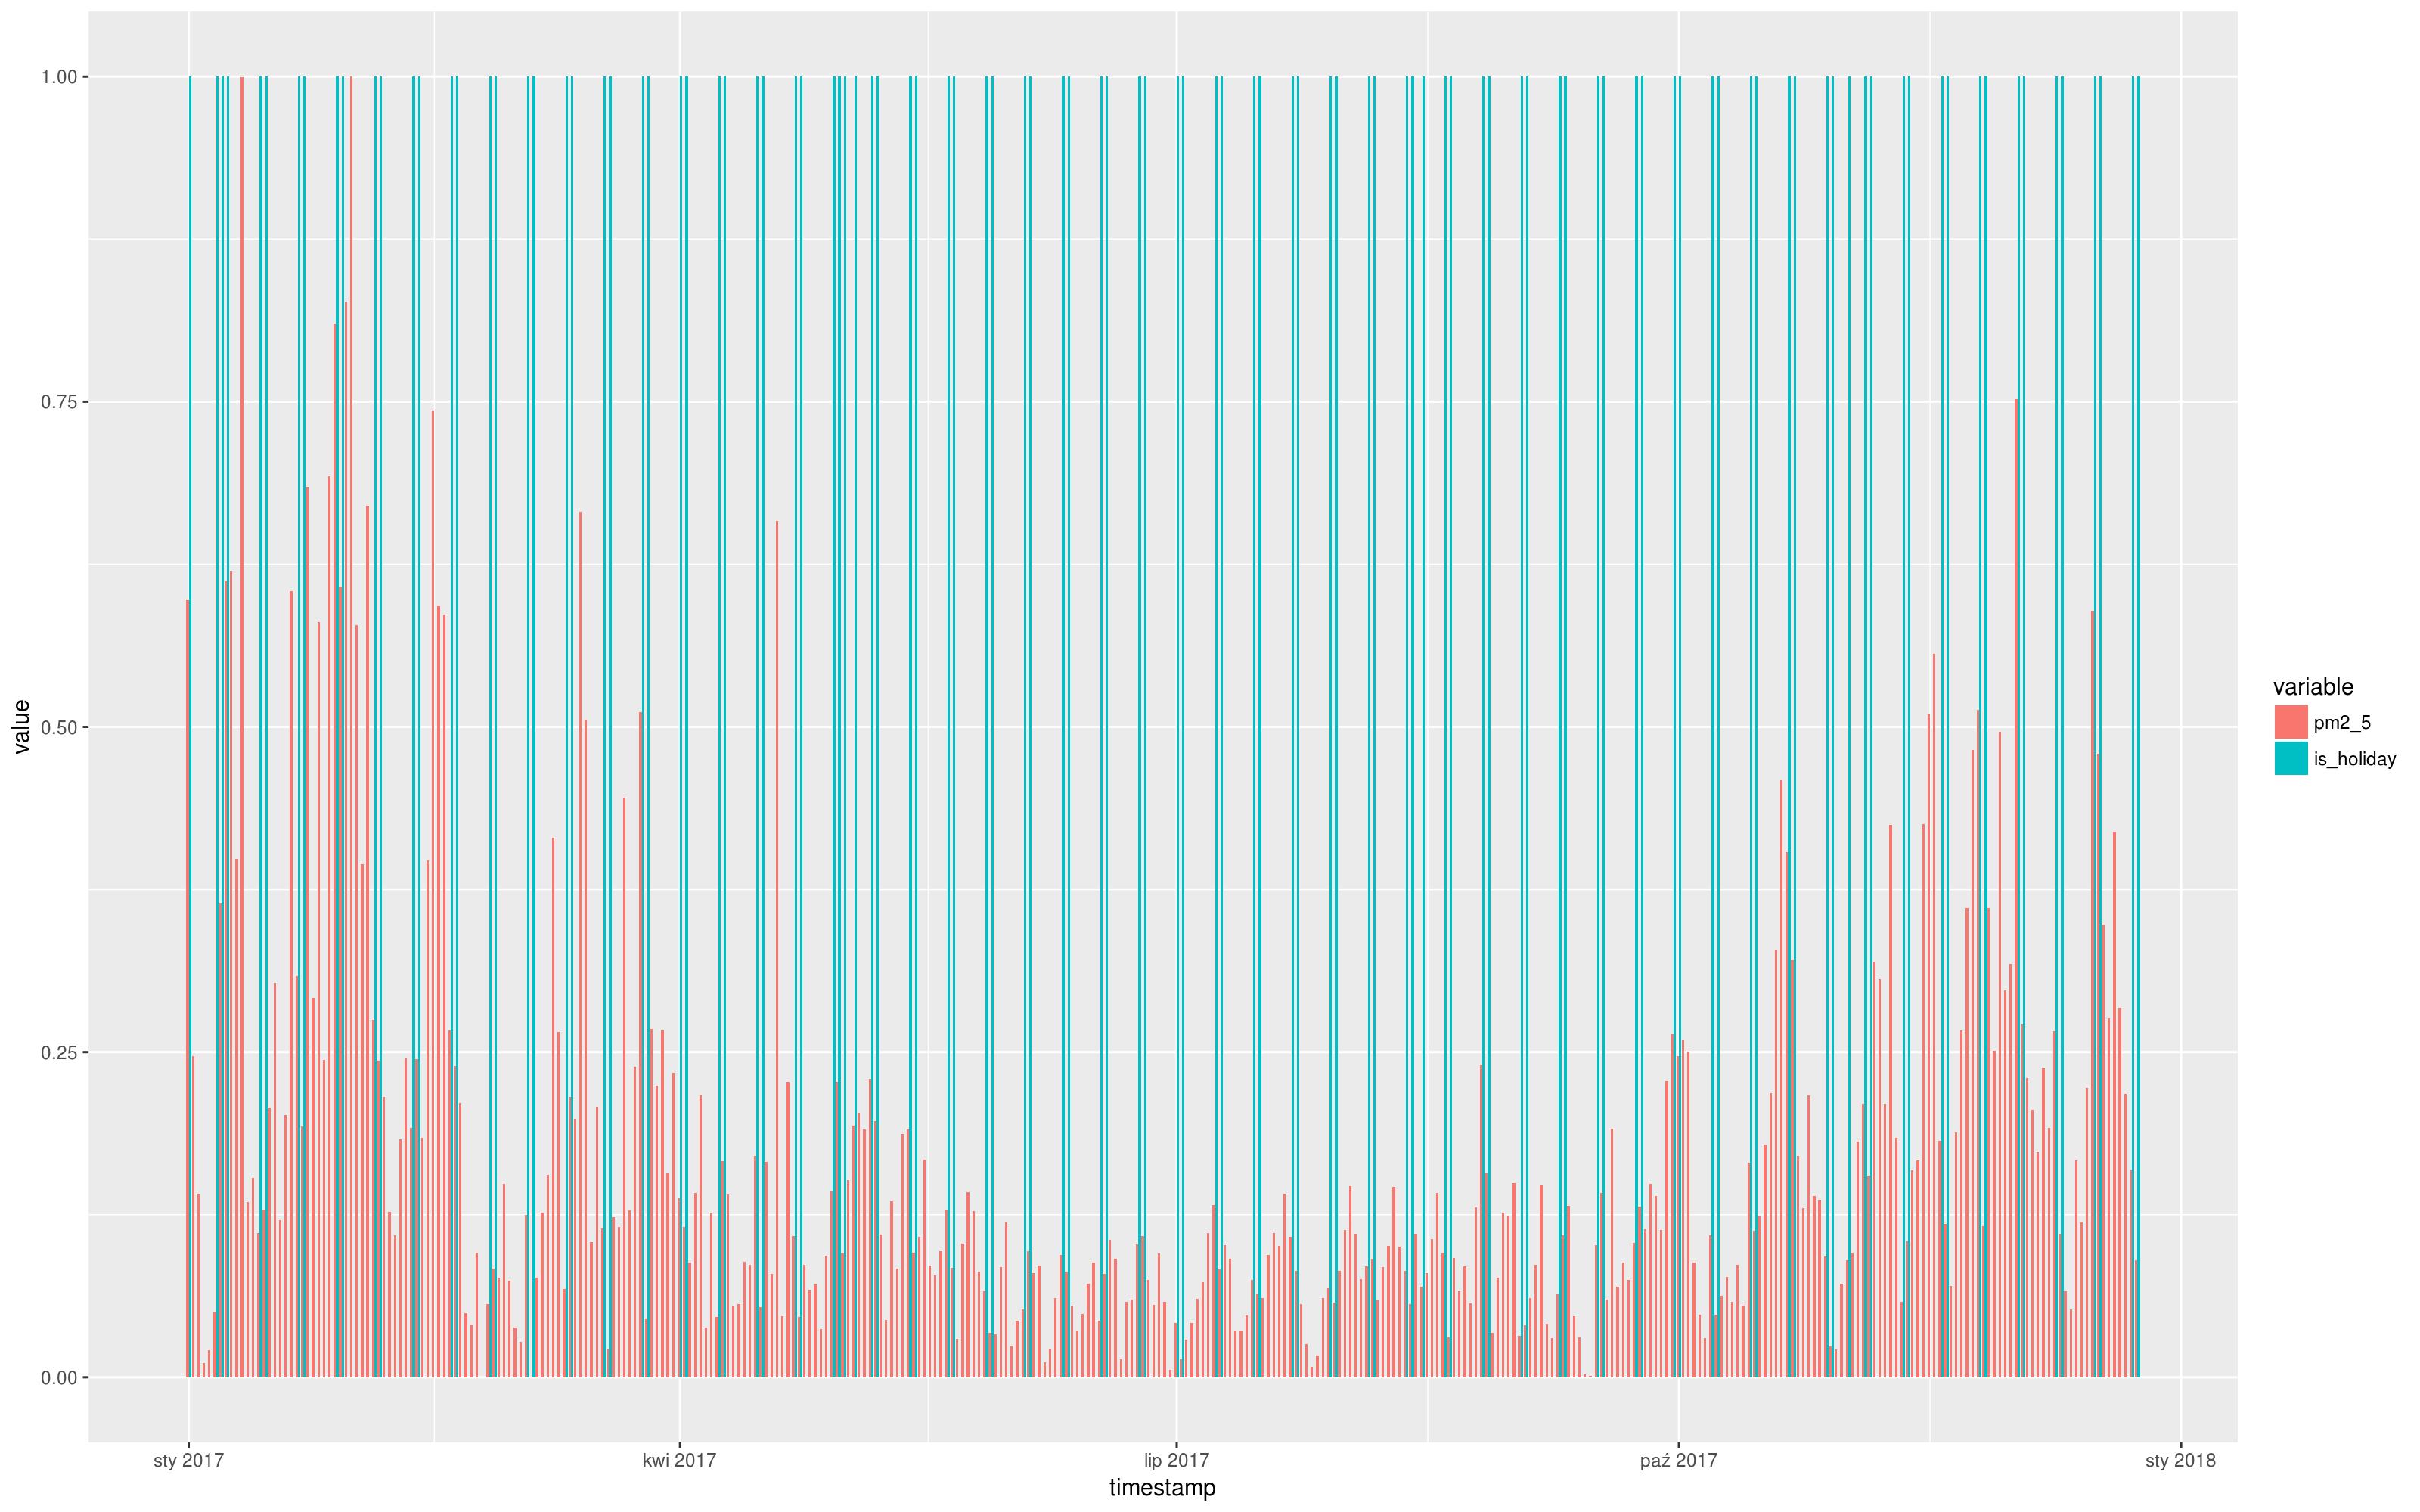 1.00
0.75
0.50
0.25
0.00
value
sty 2017
kwi 2017
lip 2017
paź 2017
sty 2018
timestamp
variable
pm2_5
is_holiday